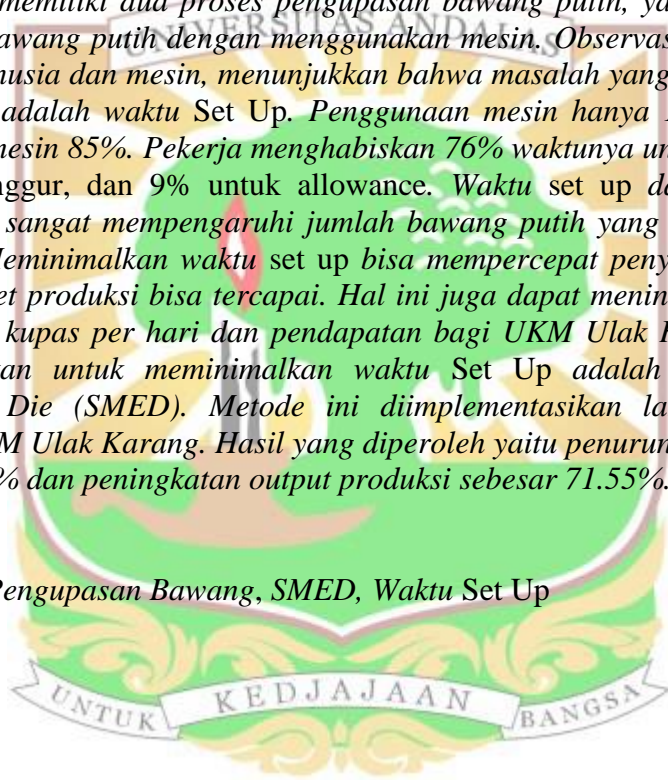 memiliki dua proses pengupasan bawang putih, ya
UNIVERSITAS ANDALAS
awang putih dengan menggunakan mesin. Observas
nusia dan mesin, menunjukkan bahwa masalah yang
adalah waktu Set Up. Penggunaan mesin hanya
nesin 85%. Pekerja menghabiskan 76% waktunya un
nggur, dan 9% untuk allowance. Waktu set up da
sangat mempengaruhi jumlah bawang putih yang
Meminimalkan waktu set up bisa mempercepat peny
et produksi bisa tercapai. Hal ini juga dapat menin
kupas per hari dan pendapatan bagi UKM Ulak
an untuk meminimalkan waktu Set Up adalah
Die (SMED). Metode ini diimplementasikan la
M Ulak Karang. Hasil yang diperoleh yaitu penurun
% dan peningkatan output produksi sebesar 71.55%.
Pengupasan Bawang, SMED, Waktu Set Up
UNTUK KEDJAJAAN BANGSA